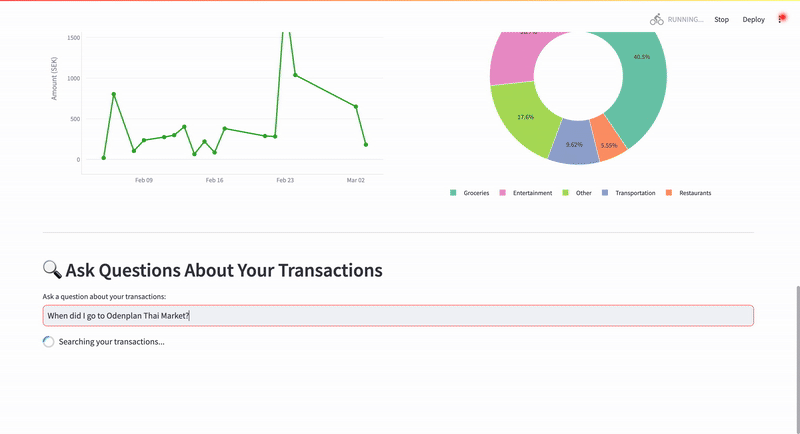 RUNNING... Stop Deploy
1500
1000
500
0
Amount (SEK)
Feb 09 Feb 16 Feb 23 Mar 02
40.5%
17.6%
9.62%
5.55%
Groceries Entertainment Other Transportation Restaurants
Ask Questions About Your Transactions
Ask a question about your transactions:
When did I go to Odenplan Thai Market?
Searching your transactions...